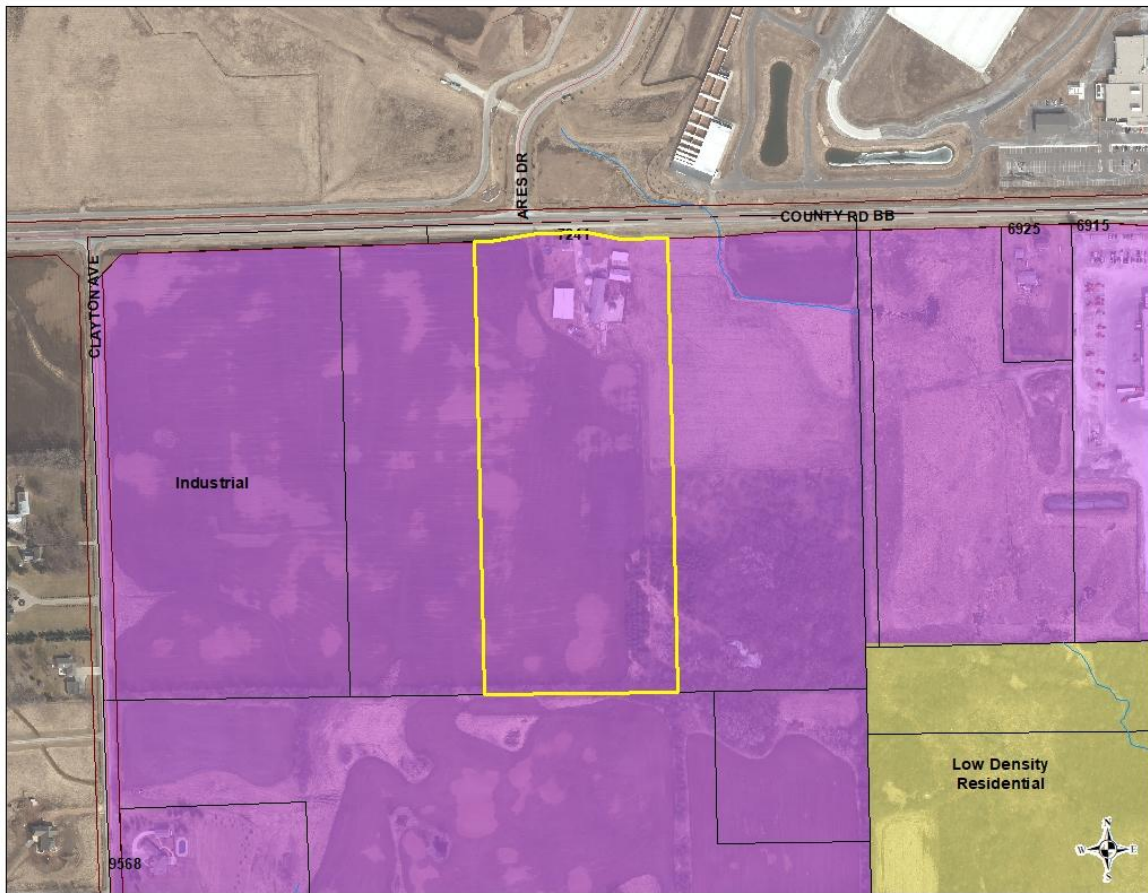 ARES DR
COUNTY RD BB
7241
6925
6915
CLAYTON AVE
Industrial
Low Density
Residential
9568
N
W
E
S